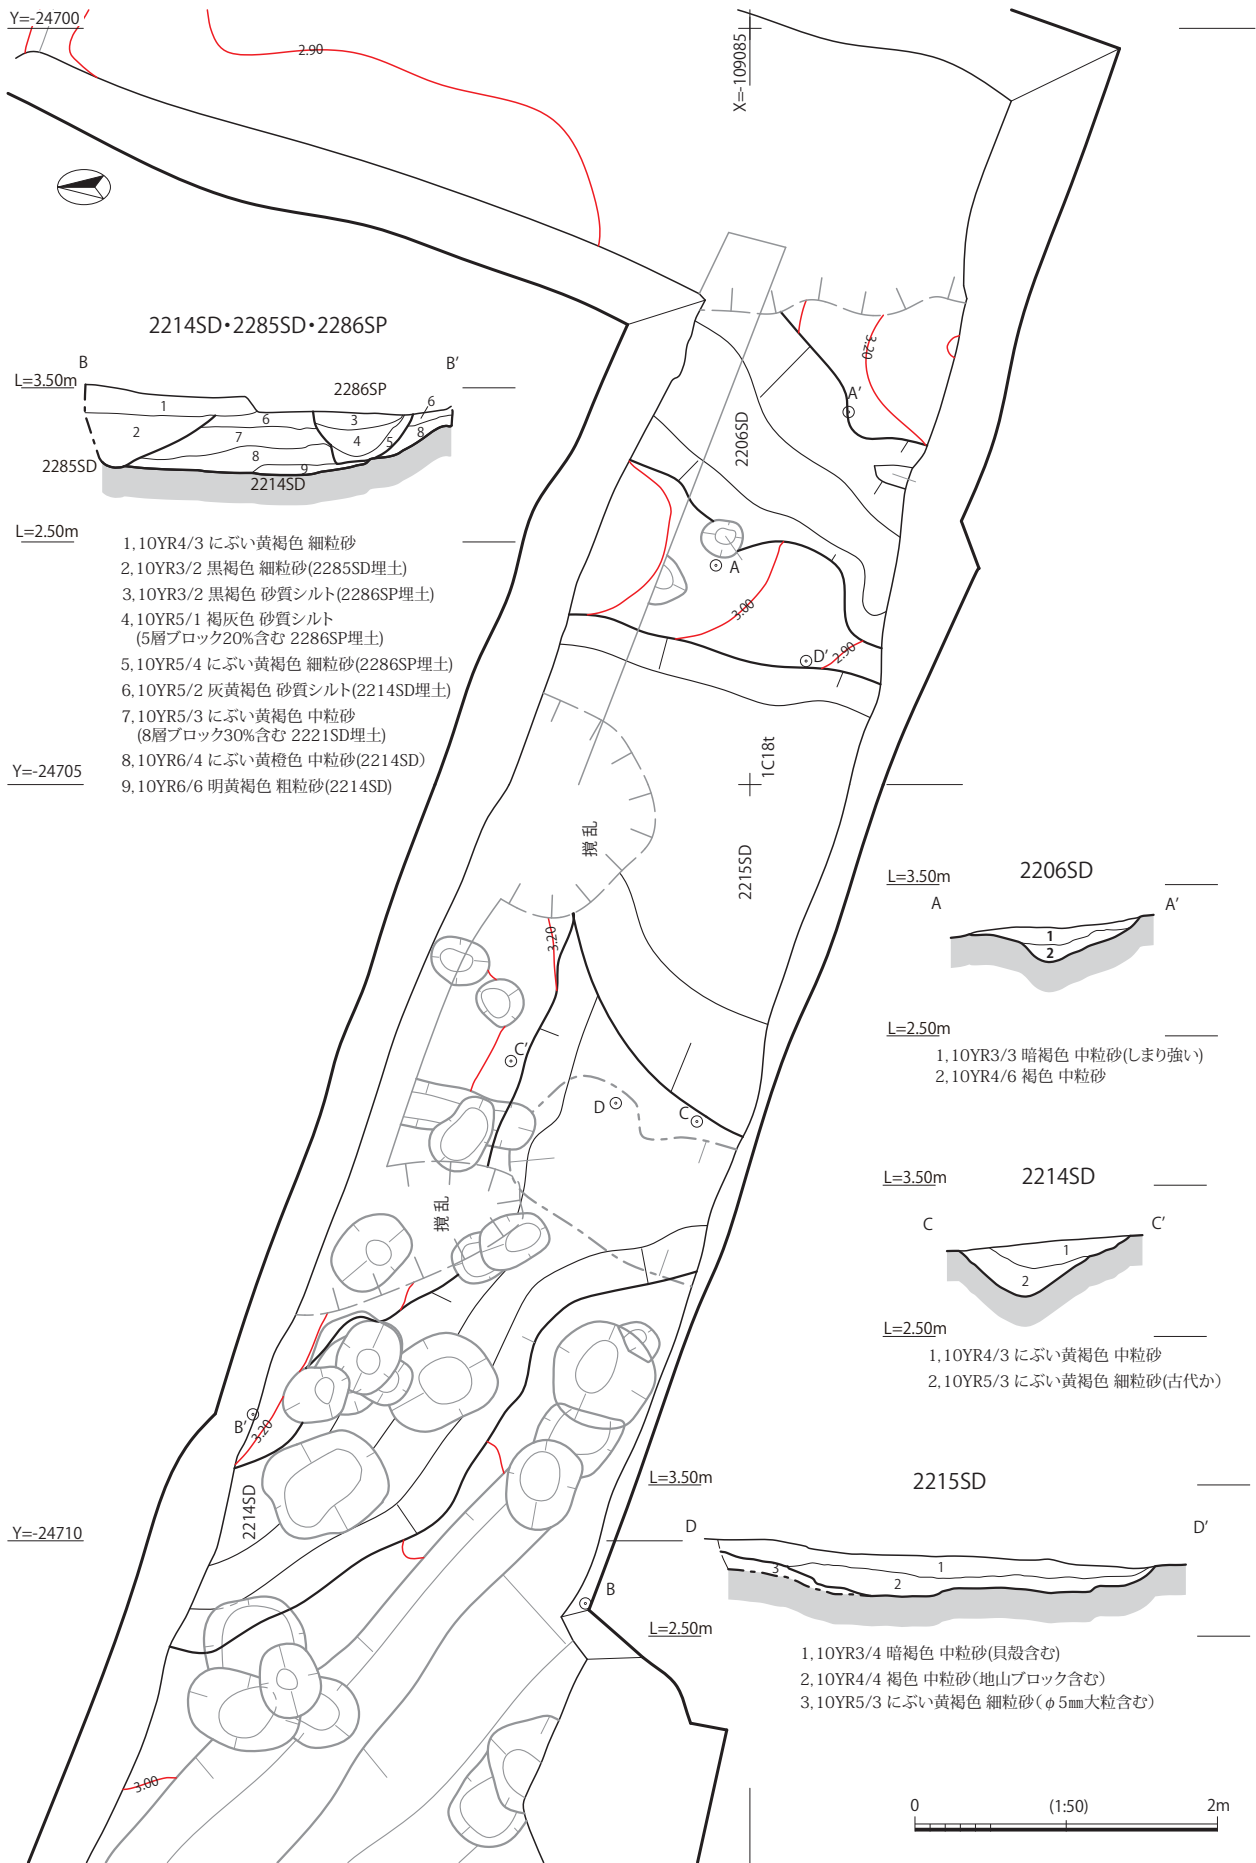 Y=-24700
2.90
X=-109085
2214SD・2285SD・2286SP
B
B′
L=3.50m
2286SP
1
2
3
4
5
6
6
7
8
8
9
2285SD
2214SD
L=2.50m
1,10YR4/3 にぶい黄褐色 細粒砂
2,10YR3/2 黒褐色 細粒砂(2285SD埋土)
3,10YR3/2 黒褐色 砂質シルト(2286SP埋土)
4,10YR5/1 褐灰色 砂質シルト
(5層ブロック20%含む 2286SP埋土)
5,10YR5/4 にぶい黄褐色 細粒砂(2286SP埋土)
6,10YR5/2 灰黄褐色 砂質シルト(2214SD埋土)
7,10YR5/3 にぶい黄褐色 中粒砂
(8層ブロック30%含む 2221SD埋土)
8,10YR6/4 にぶい黄橙色 中粒砂(2214SD)
9,10YR6/6 明黄褐色 粗粒砂(2214SD)
3.20
A′
2206SD
A
3.00
D′
2.90
Y=-24705
1C18t
撹乱
2215SD
3.20
C′
D
C
撹乱
B′
3.20
2214SD
Y=-24710
B
3.00
2206SD
L=3.50m
A
A′
1
2
L=2.50m
1,10YR3/3 暗褐色 中粒砂(しまり強い)
2,10YR4/6 褐色 中粒砂
2214SD
L=3.50m
C
C′
1
2
L=2.50m
1,10YR4/3 にぶい黄褐色 中粒砂
2,10YR5/3 にぶい黄褐色 細粒砂(古代か)
2215SD
L=3.50m
D
D′
1
2
3
L=2.50m
1,10YR3/4 暗褐色 中粒砂(貝殻含む)
2,10YR4/4 褐色 中粒砂(地山ブロック含む)
3,10YR5/3 にぶい黄褐色 細粒砂(φ5㎜大粒含む)
0
(1:50)
2m